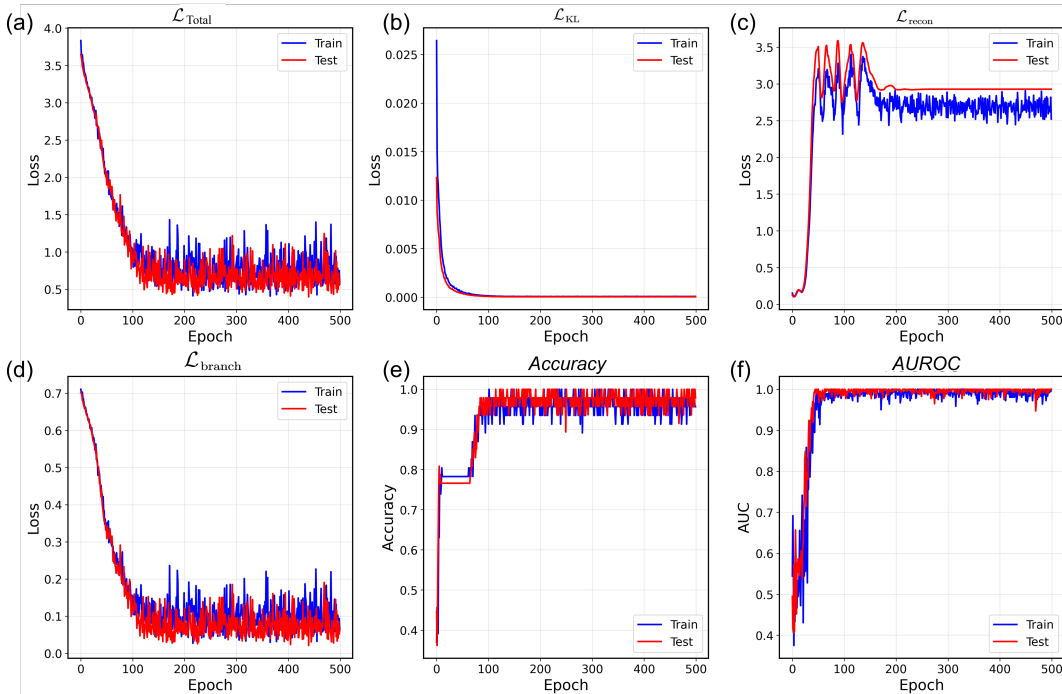 (a) ℒ_Total
4.0
3.5
3.0
2.5
2.0
1.5
1.0
0.5
0 100 200 300 400 500
Loss
Epoch
Train
Test
(b) ℒ_KL
0.025
0.020
0.015
0.010
0.005
0.000
0 100 200 300 400 500
Loss
Epoch
Train
Test
(c) ℒ_recon
3.5
3.0
2.5
2.0
1.5
1.0
0.5
0.0
0 100 200 300 400 500
Loss
Epoch
Train
Test
(d) ℒ_branch
0.7
0.6
0.5
0.4
0.3
0.2
0.1
0.0
0 100 200 300 400 500
Loss
Epoch
Train
Test
(e) Accuracy
1.0
0.9
0.8
0.7
0.6
0.5
0.4
0 100 200 300 400 500
Accuracy
Epoch
Train
Test
(f) AUROC
1.0
0.9
0.8
0.7
0.6
0.5
0.4
0 100 200 300 400 500
AUC
Epoch
Train
Test